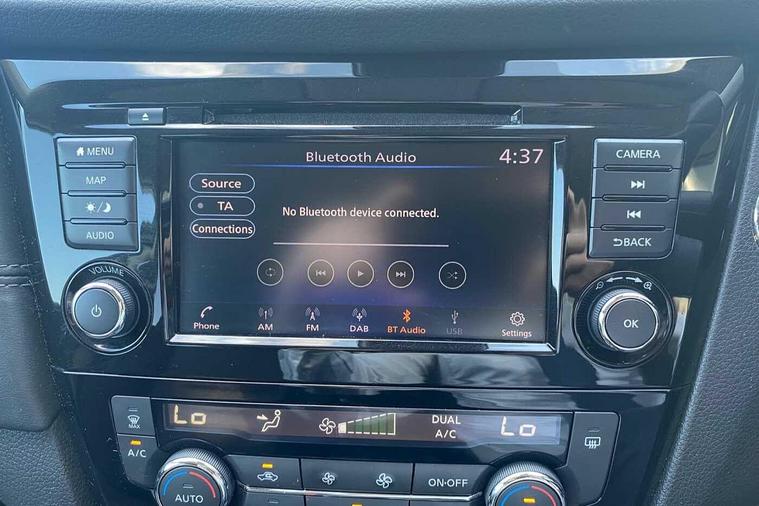 MENU
MAP
AUDIO
VOLUME
Bluetooth Audio
4:37
Source
TA
Connections
No Bluetooth device connected.
Phone
AM
FM
DAB
BT Audio
USB
Settings
CAMERA
BACK
OK
MAX
A/C
Lo
DUAL
A/C
Lo
AUTO
ON·OFF